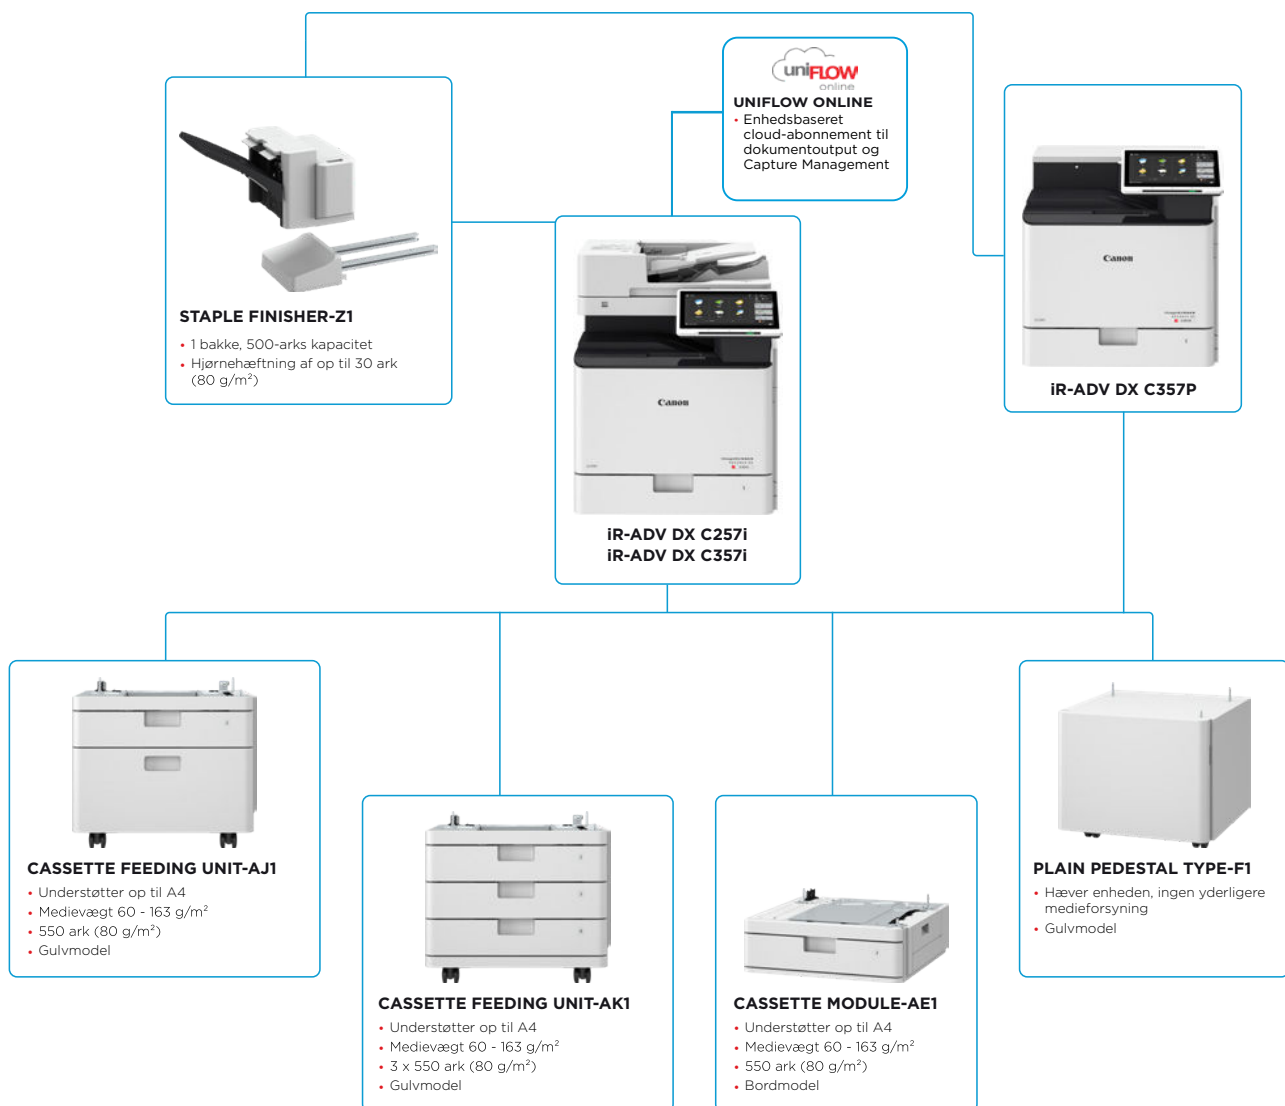 uniFLOW
online
UNIFLOW ONLINE
• Enhedsbaseret
cloud-abonnement til
dokumentoutput og
Capture Management
STAPLE FINISHER-Z1
• 1 bakke, 500-arks kapacitet
• Hjørnehæftning af op til 30 ark
(80 g/m²)
Canon
iR-ADV DX C257i
iR-ADV DX C357i
Canon
iR-ADV DX C357P
CASSETTE FEEDING UNIT-AJ1
• Understøtter op til A4
• Medievægt 60 - 163 g/m²
• 550 ark (80 g/m²)
• Gulvmodel
CASSETTE FEEDING UNIT-AK1
• Understøtter op til A4
• Medievægt 60 - 163 g/m²
• 3 x 550 ark (80 g/m²)
• Gulvmodel
CASSETTE MODULE-AE1
• Understøtter op til A4
• Medievægt 60 - 163 g/m²
• 550 ark (80 g/m²)
• Bordmodel
PLAIN PEDESTAL TYPE-F1
• Hæver enheden, ingen yderligere
medieforsyning
• Gulvmodel